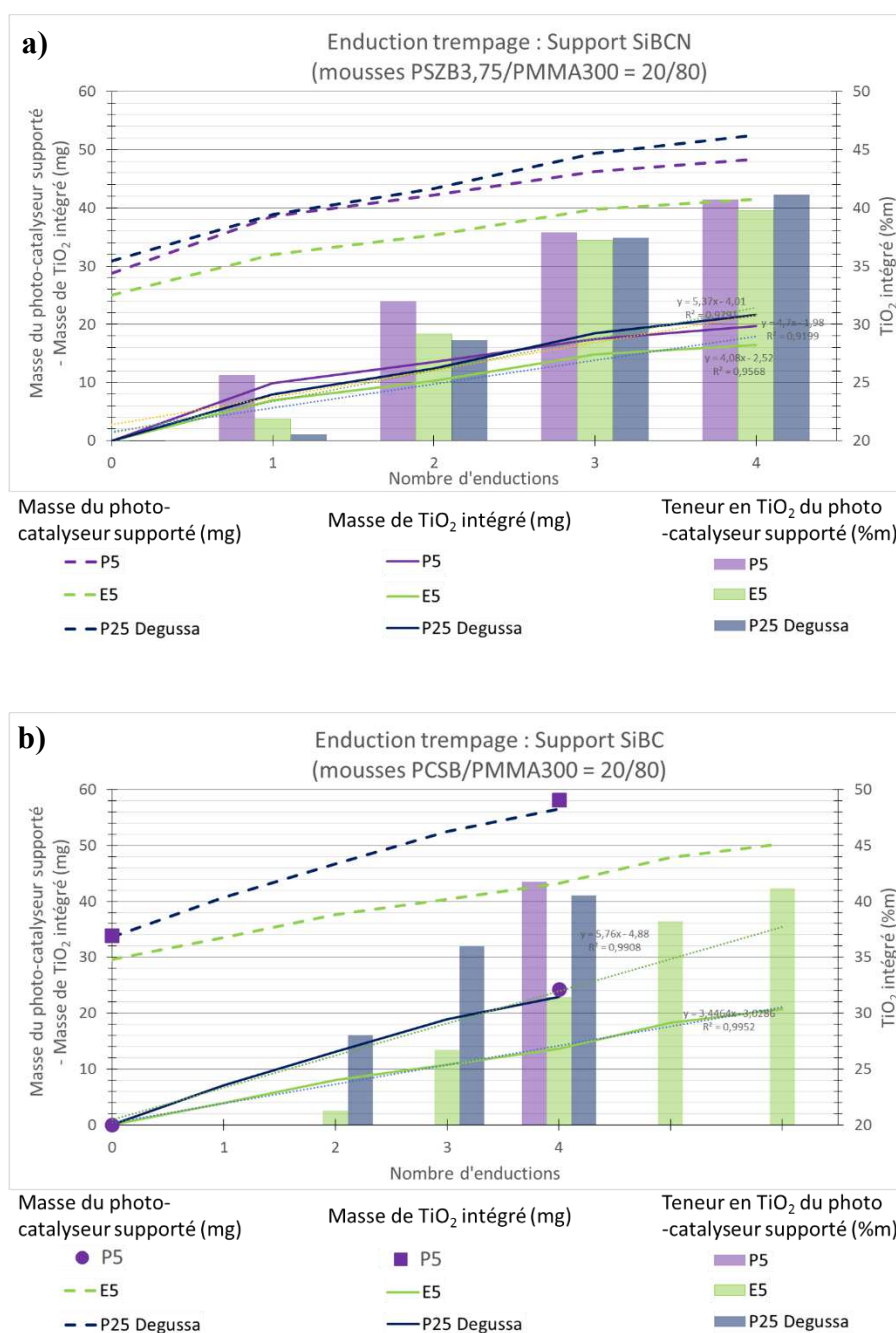 a)
Enduction trempage : Support SiBCN
(mousses PSZB3,75/PMMA300 = 20/80)
Masse du photo-catalyseur supporté
- Masse de TiO2 intégré (mg)
60
50
40
30
20
10
0
50
45
40
35
30
25
20
TiO2 intégré (%m)
y = 5,37x - 4,01
R² = 0,9791
y = 4,7x - 1,98
R² = 0,9199
y = 4,08x - 2,52
R² = 0,9568
0 1 2 3 4
Nombre d'enductions
Masse du photo-
catalyseur supporté (mg)
P5
E5
P25 Degussa
Masse de TiO2 intégré (mg)
P5
E5
P25 Degussa
Teneur en TiO2 du photo
-catalyseur supporté (%m)
P5
E5
P25 Degussa
b)
Enduction trempage : Support SiBC
(mousses PCSB/PMMA300 = 20/80)
Masse du photo-catalyseur supporté
- Masse de TiO2 intégré (mg)
60
50
40
30
20
10
0
50
45
40
35
30
25
20
TiO2 intégré (%m)
y = 5,76x - 4,88
R² = 0,9908
y = 3,4464x - 3,0286
R² = 0,9952
0 1 2 3 4
Nombre d'enductions
Masse du photo-
catalyseur supporté (mg)
P5
E5
P25 Degussa
Masse de TiO2 intégré (mg)
P5
E5
P25 Degussa
Teneur en TiO2 du photo
-catalyseur supporté (%m)
P5
E5
P25 Degussa